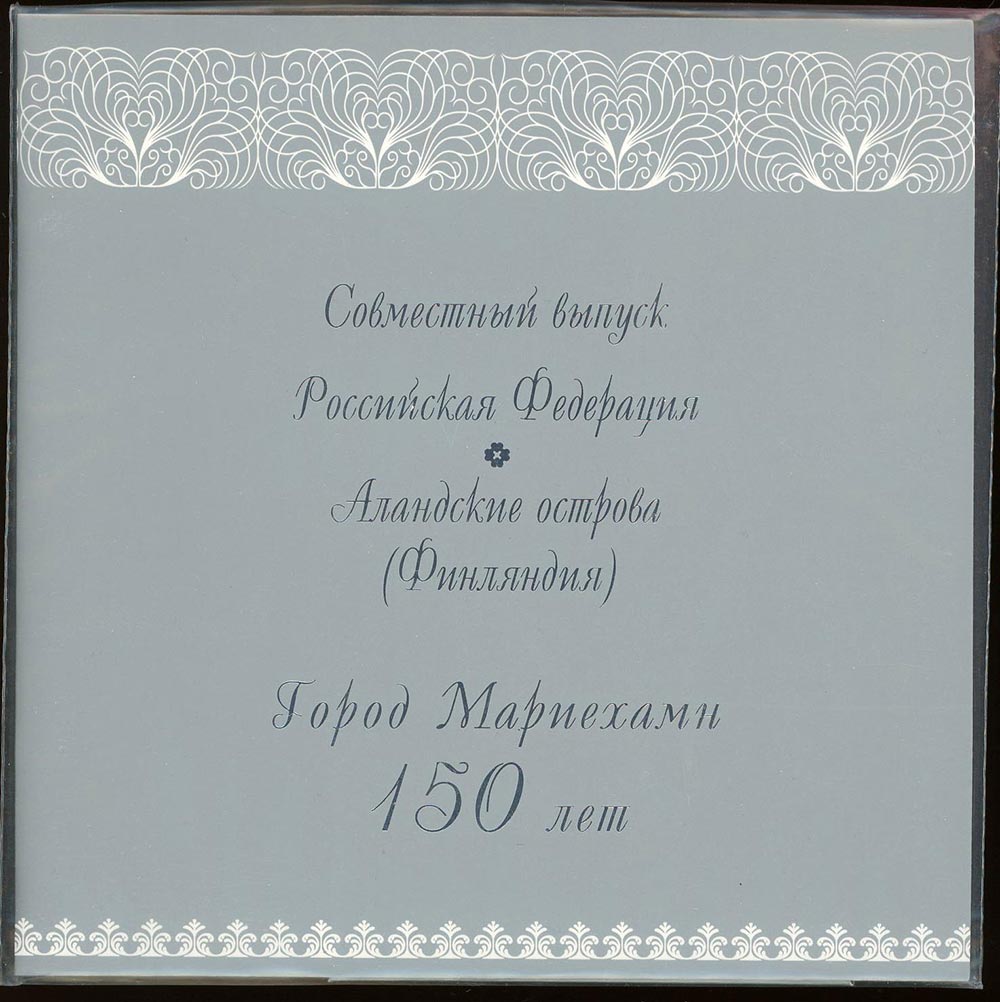 Совместный выпуск
Российская Федерация
Аландские острова
(Финляндия)
Город Мариехамн
150 лет